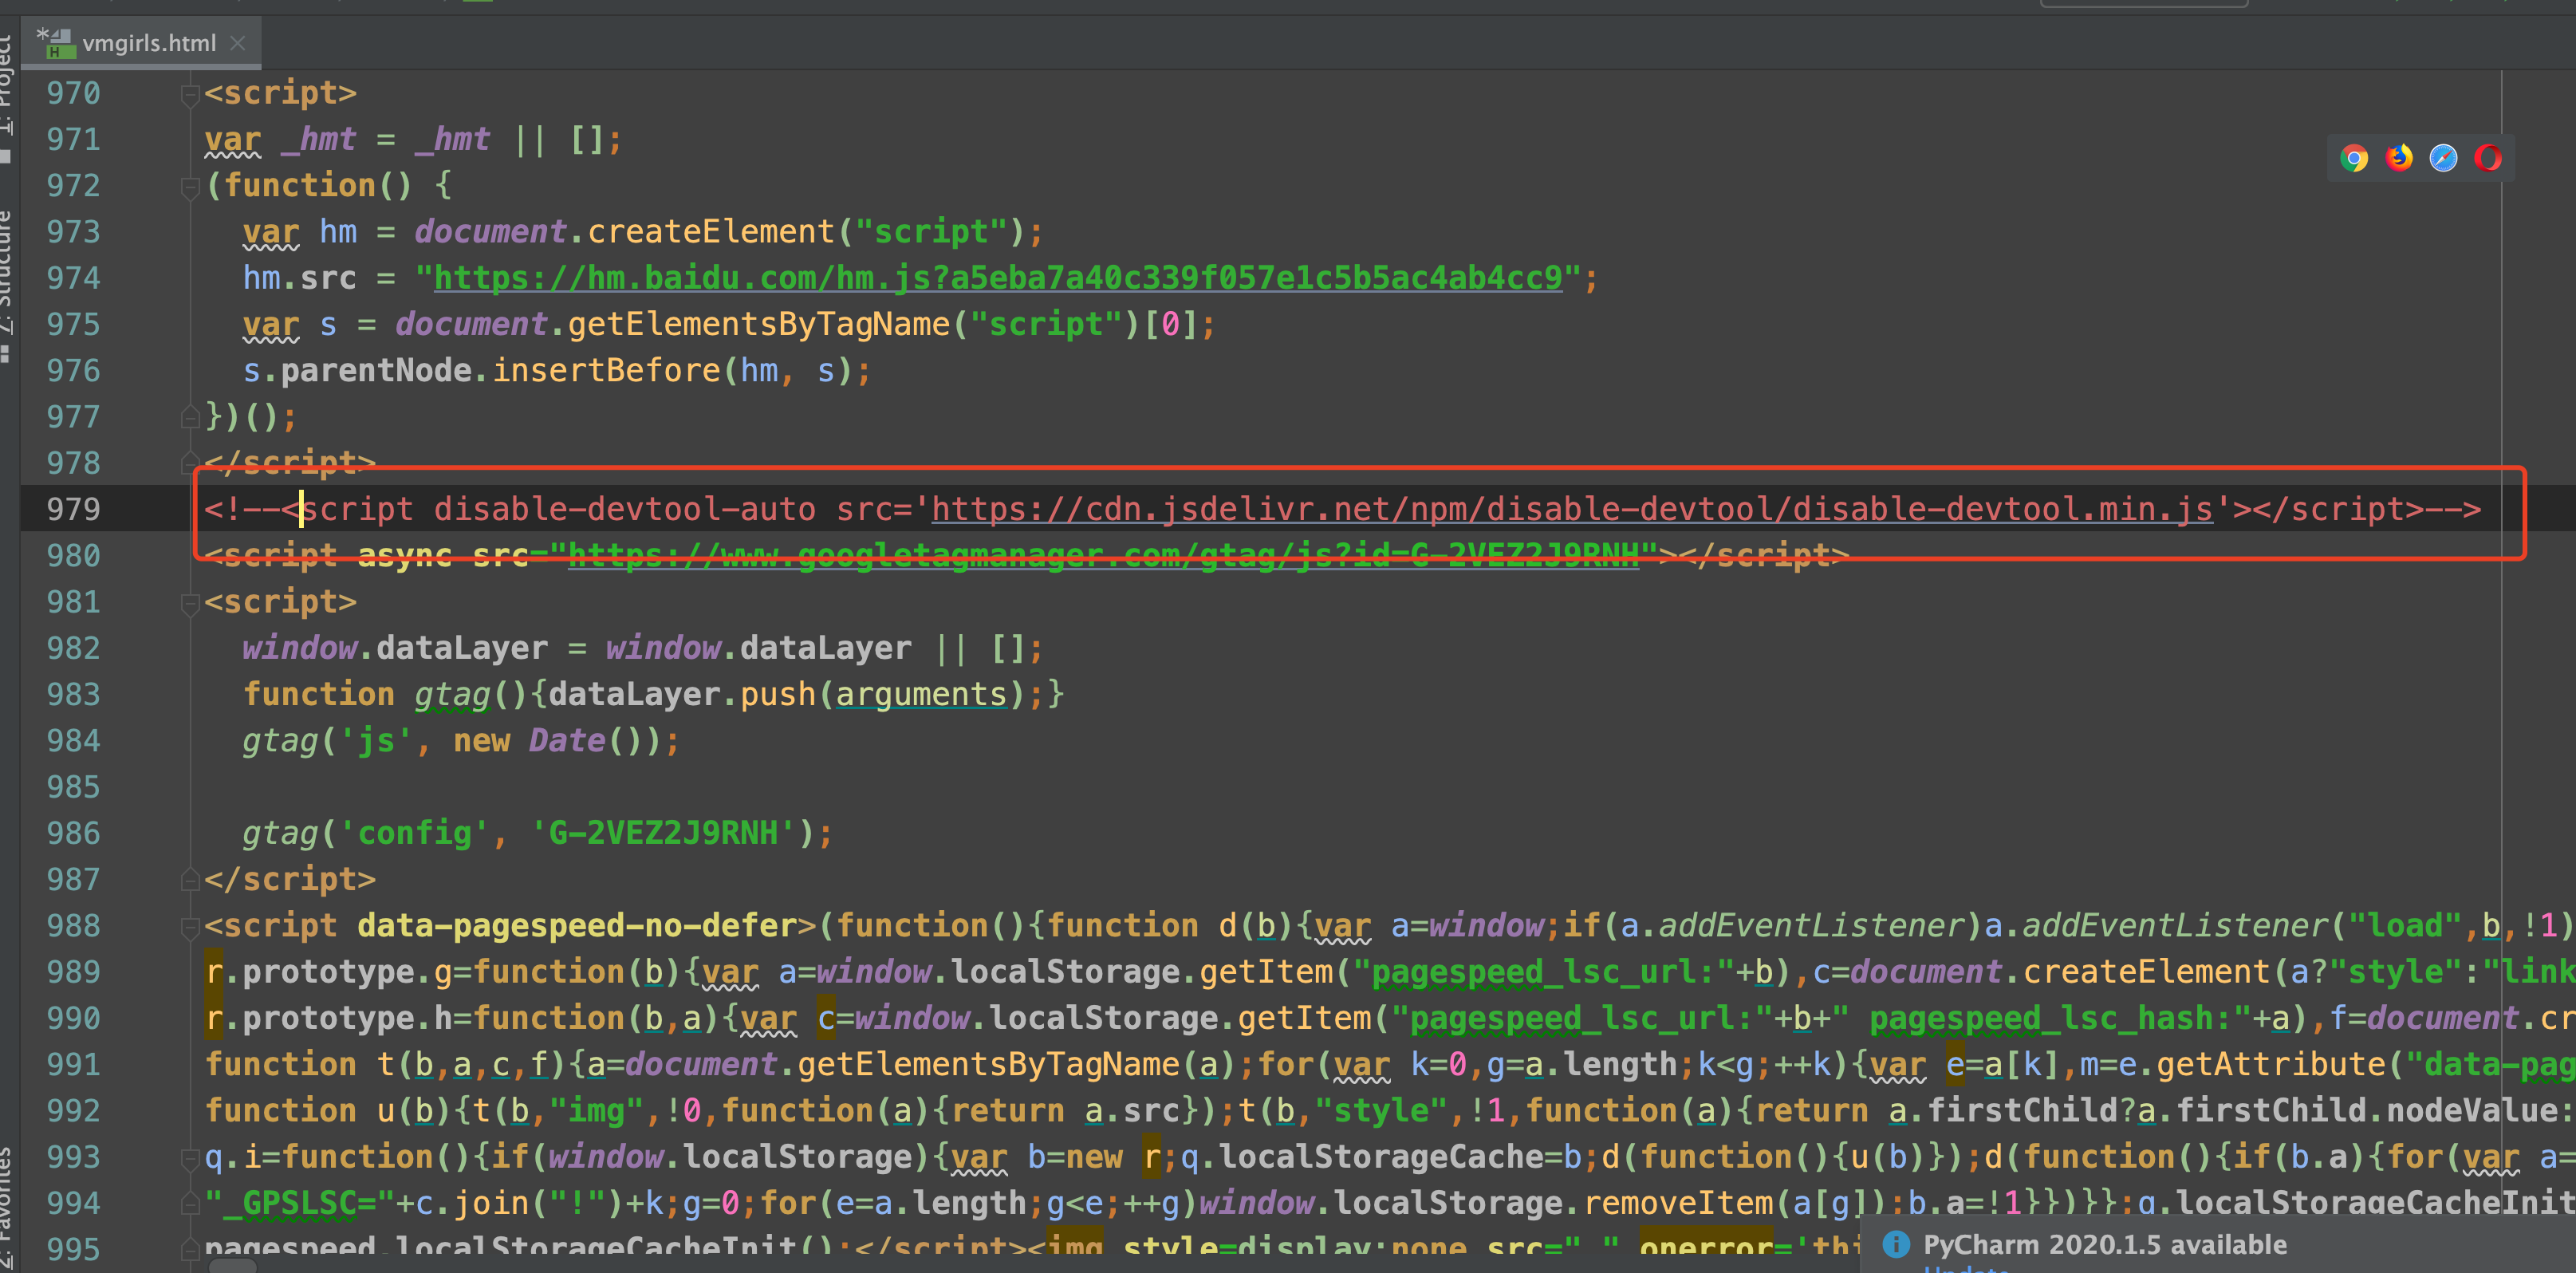 vmgirls.html
1: Project
7: Structure
2: Favorites
970 <script>
971 var _hmt = _hmt || [];
972 (function() {
973   var hm = document.createElement("script");
974   hm.src = "https://hm.baidu.com/hm.js?a5eba7a40c339f057e1c5b5ac4ab4cc9";
975   var s = document.getElementsByTagName("script")[0];
976   s.parentNode.insertBefore(hm, s);
977 })();
978 </script>
979 <!--<script disable-devtool-auto src='https://cdn.jsdelivr.net/npm/disable-devtool/disable-devtool.min.js'></script>-->
980 <script async src="https://www.googletagmanager.com/gtag/js?id=G-2VEZ2J9RNH"></script>
981 <script>
982   window.dataLayer = window.dataLayer || [];
983   function gtag(){dataLayer.push(arguments);}
984   gtag('js', new Date());
985
986   gtag('config', 'G-2VEZ2J9RNH');
987 </script>
988 <script data-pagespeed-no-defer>(function(){function d(b){var a=window;if(a.addEventListener)a.addEventListener("load",b,!1)
989 r.prototype.g=function(b){var a=window.localStorage.getItem("pagespeed_lsc_url:"+b),c=document.createElement(a?"style":"link
990 r.prototype.h=function(b,a){var c=window.localStorage.getItem("pagespeed_lsc_url:"+b+" pagespeed_lsc_hash:"+a),f=document.cr
991 function t(b,a,c,f){a=document.getElementsByTagName(a);for(var k=0,g=a.length;k<g;++k){var e=a[k],m=e.getAttribute("data-pag
992 function u(b){t(b,"img",!0,function(a){return a.src});t(b,"style",!1,function(a){return a.firstChild?a.firstChild.nodeValue:
993 q.i=function(){if(window.localStorage){var b=new r;q.localStorageCache=b;d(function(){u(b)});d(function(){if(b.a){for(var a=
994 "_GPSLSC="+c.join("!")+k;g=0;for(e=a.length;g<e;++g)window.localStorage.removeItem(a[g]);b.a=!1}})}};q.localStorageCacheInit
995 pagespeed.localStorageCacheInit();</script><img style=display:none src=" " onerror='thi
PyCharm 2020.1.5 available
Update